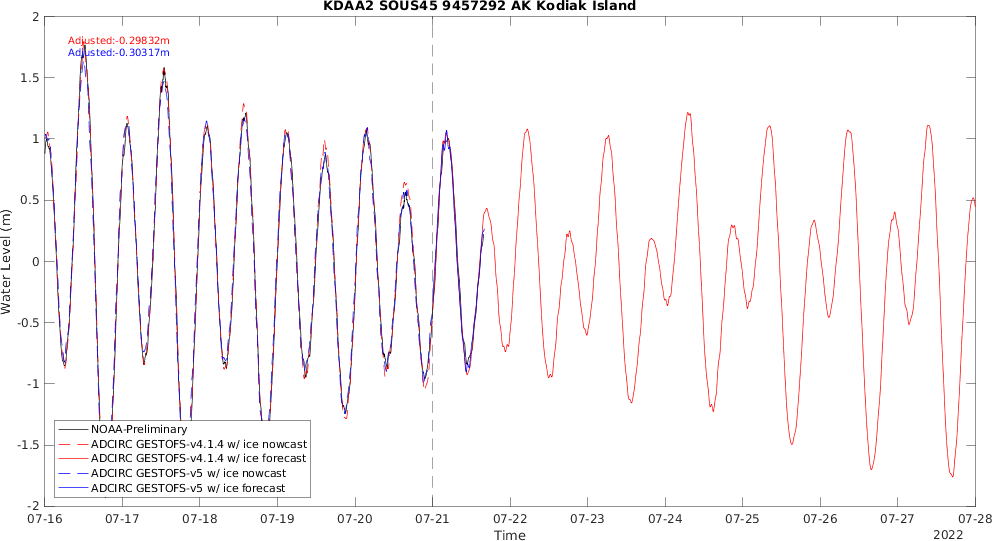 KDAA2 SOUS45 9457292 AK Kodiak Island
2
Adjusted:-0.29832m
Adjusted:-0.30317m
1.5
1
0.5
0
-0.5
-1
-1.5
-2
Water Level (m)
NOAA-Preliminary
ADCIRC GESTOFS-v4.1.4 w/ ice nowcast
ADCIRC GESTOFS-v4.1.4 w/ ice forecast
ADCIRC GESTOFS-v5 w/ ice nowcast
ADCIRC GESTOFS-v5 w/ ice forecast
07-16 07-17 07-18 07-19 07-20 07-21 07-22 07-23 07-24 07-25 07-26 07-27 07-28
Time
2022